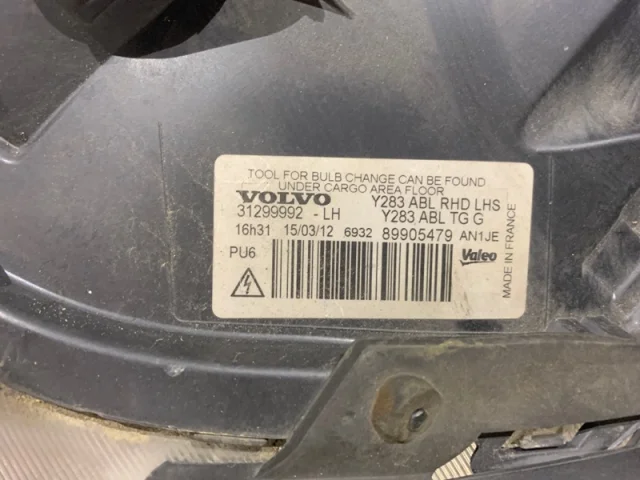 TOOL FOR BULB CHANGE CAN BE FOUND
UNDER CARGO AREA FLOOR
VOLVO Y283 ABL RHD LHS
31299992 - LH Y283 ABL TG G
16h31 15/03/12 6932 89905479 AN1JE
PU6
Valeo
MADE IN FRANCE